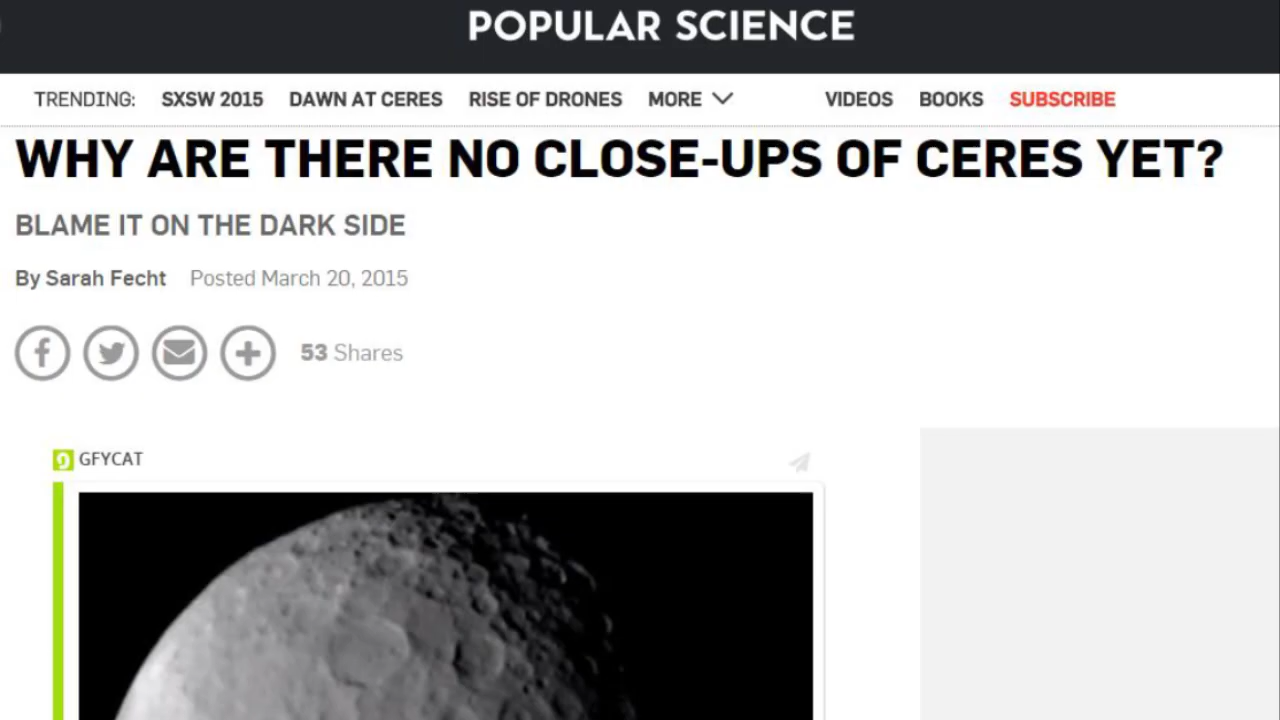 POPULAR SCIENCE
TRENDING: SXSW 2015 DAWN AT CERES RISE OF DRONES MORE VIDEOS BOOKS SUBSCRIBE
WHY ARE THERE NO CLOSE-UPS OF CERES YET?
BLAME IT ON THE DARK SIDE
By Sarah Fecht Posted March 20, 2015
53 Shares
GFYCAT